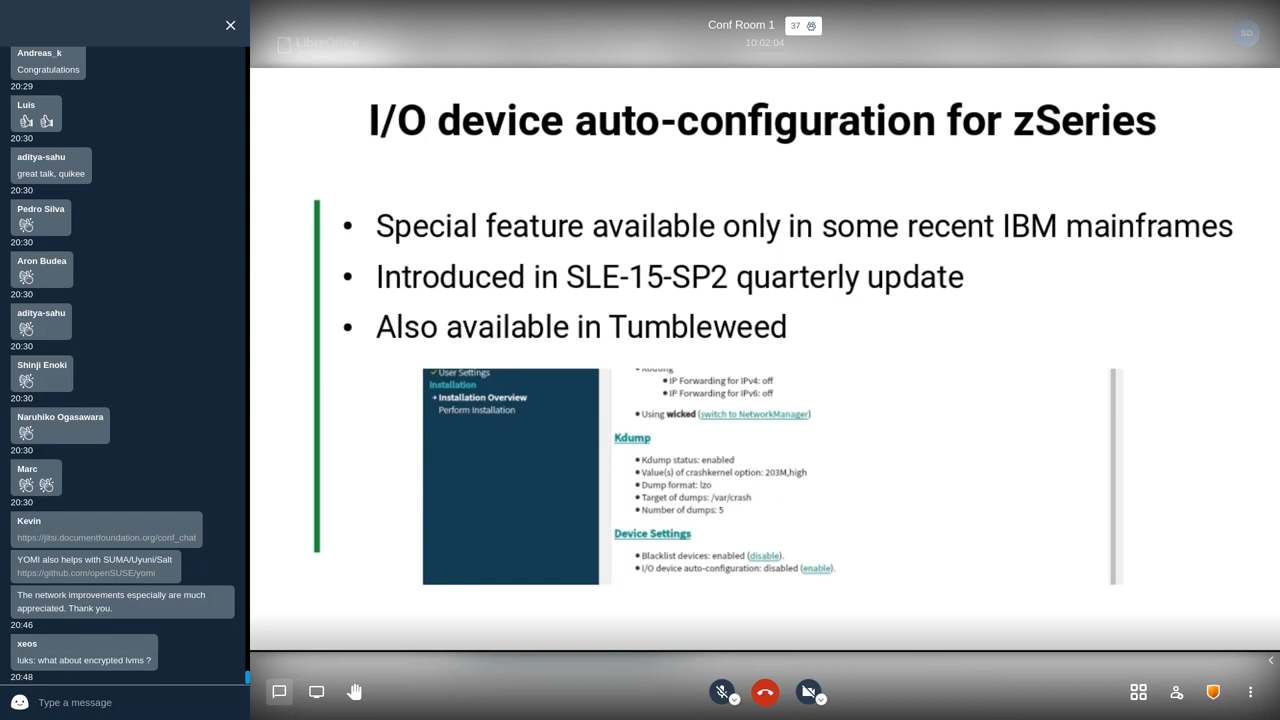 Andreas_k
Congratulations
20:29
Luis
20:30
aditya-sahu
great talk, quikee
20:30
Pedro Silva
20:30
Aron Budea
20:30
aditya-sahu
20:30
Shinji Enoki
20:30
Naruhiko Ogasawara
20:30
Marc
20:30
Kevin
https://jitsi.documentfoundation.org/conf_chat
YOMI also helps with SUMA/Uyuni/Salt
https://github.com/openSUSE/yomi
The network improvements especially are much
appreciated. Thank you.
20:46
xeos
luks: what about encrypted lvms ?
20:48
Type a message
LibreOffice
Conf Room 1
37
10:02:04
SD
I/O device auto-configuration for zSeries
• Special feature available only in some recent IBM mainframes
• Introduced in SLE-15-SP2 quarterly update
• Also available in Tumbleweed
User Settings
Installation
Installation Overview
Perform Installation
Routing
IP Forwarding for IPv4: off
IP Forwarding for IPv6: off
Using wicked (switch to NetworkManager)
Kdump
Kdump status: enabled
Value(s) of crashkernel option: 203M,high
Dump format: lzo
Target of dumps: /var/crash
Number of dumps: 5
Device Settings
Blacklist devices: enabled (disable).
I/O device auto-configuration: disabled (enable).